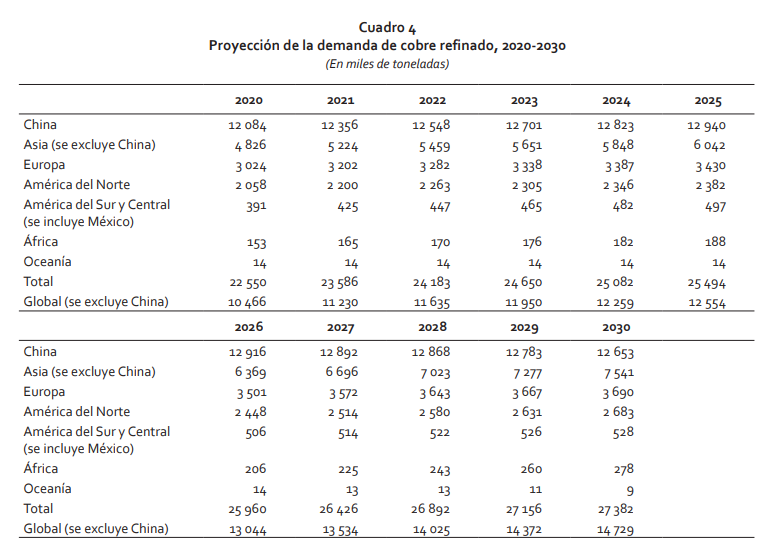 Cuadro 4
Proyección de la demanda de cobre refinado, 2020-2030
(En miles de toneladas)
2020 2021 2022 2023 2024 2025
China 12 084 12 356 12 548 12 701 12 823 12 940
Asia (se excluye China) 4 826 5 224 5 459 5 651 5 848 6 042
Europa 3 024 3 202 3 282 3 338 3 387 3 430
América del Norte 2 058 2 200 2 263 2 305 2 346 2 382
América del Sur y Central 391 425 447 465 482 497
(se incluye México)
África 153 165 170 176 182 188
Oceanía 14 14 14 14 14 14
Total 22 550 23 586 24 183 24 650 25 082 25 494
Global (se excluye China) 10 466 11 230 11 635 11 950 12 259 12 554
2026 2027 2028 2029 2030
China 12 916 12 892 12 868 12 783 12 653
Asia (se excluye China) 6 369 6 696 7 023 7 277 7 541
Europa 3 501 3 572 3 643 3 667 3 690
América del Norte 2 448 2 514 2 580 2 631 2 683
América del Sur y Central 506 514 522 526 528
(se incluye México)
África 206 225 243 260 278
Oceanía 14 13 13 11 9
Total 25 960 26 426 26 892 27 156 27 382
Global (se excluye China) 13 044 13 534 14 025 14 372 14 729